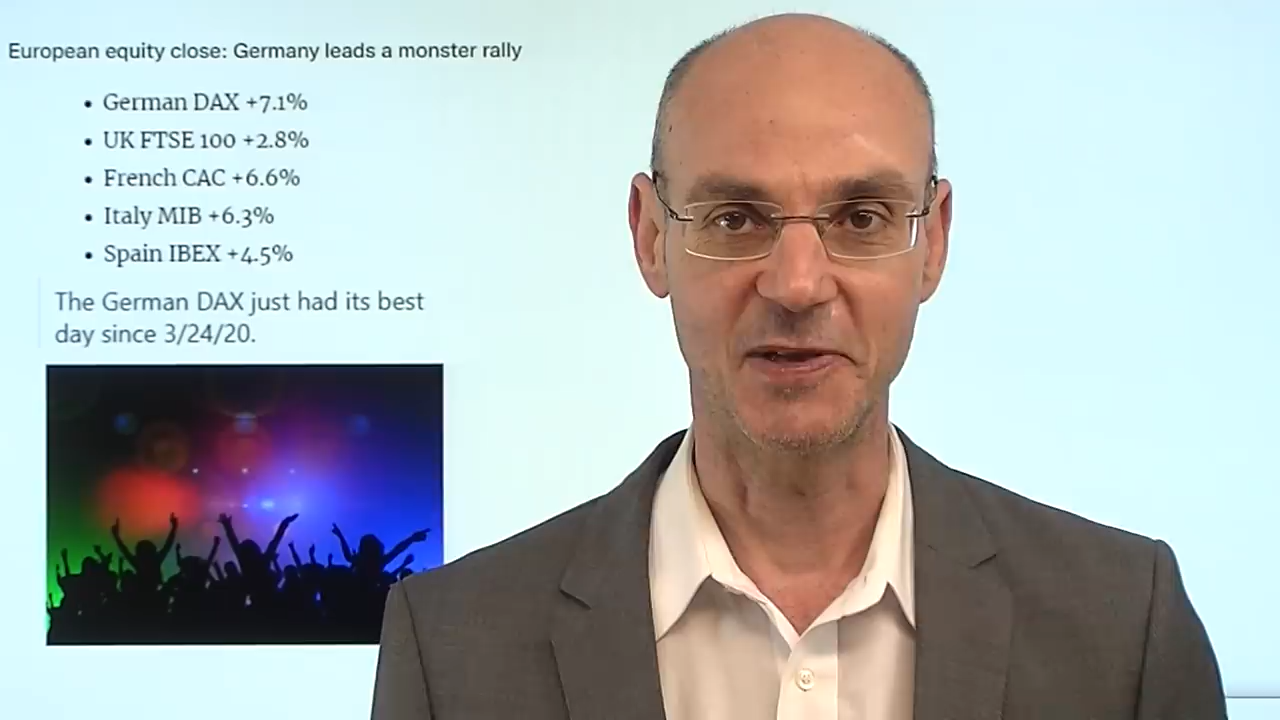 European equity close: Germany leads a monster rally
• German DAX +7.1%
• UK FTSE 100 +2.8%
• French CAC +6.6%
• Italy MIB +6.3%
• Spain IBEX +4.5%
The German DAX just had its best
day since 3/24/20.